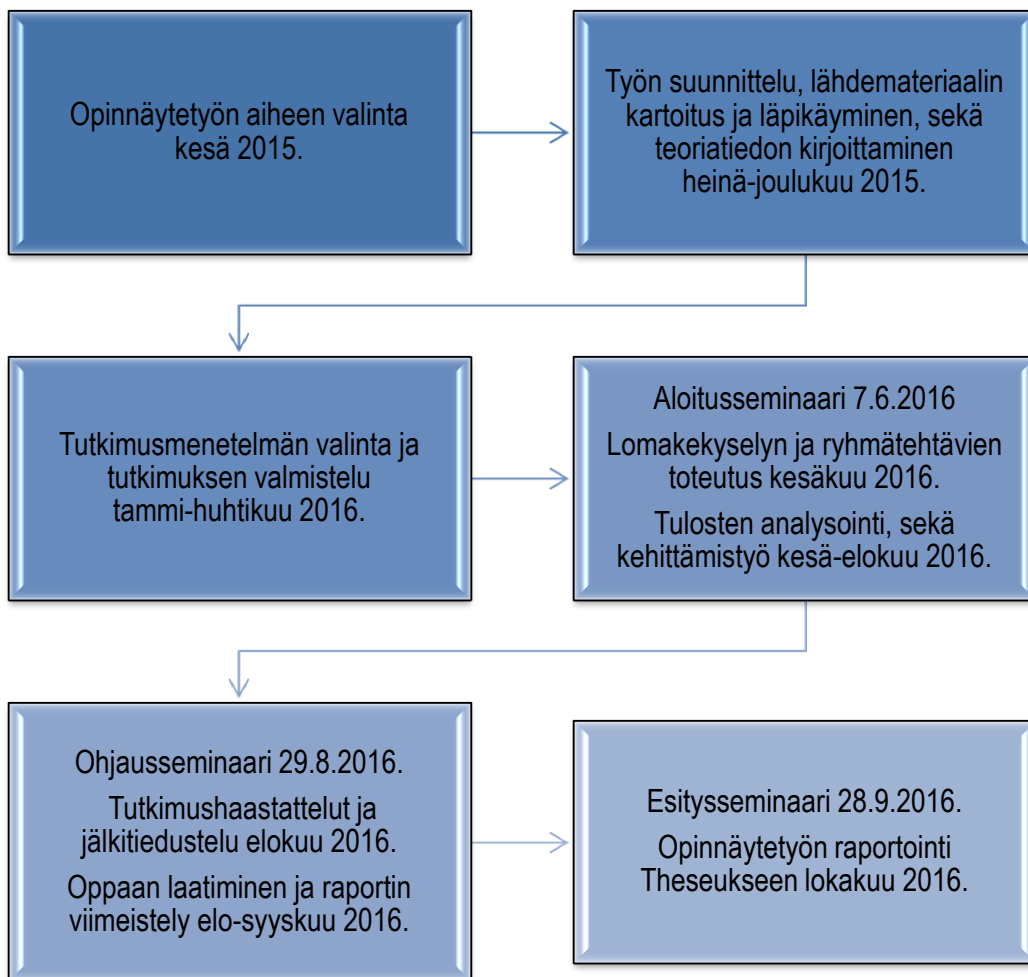 Opinnäytetyön aiheen valinta
kesä 2015.
Työn suunnittelu, lähdemateriaalin
kartoitus ja läpikäyminen, sekä
teoriatiedon kirjoittaminen
heinä-joulukuu 2015.
Tutkimusmenetelmän valinta ja
tutkimuksen valmistelu
tammi-huhtikuu 2016.
Aloitusseminaari 7.6.2016
Lomakekyselyn ja ryhmätehtävien
toteutus kesäkuu 2016.
Tulosten analysointi, sekä
kehittämistyö kesä-elokuu 2016.
Ohjausseminaari 29.8.2016.
Tutkimushaastattelut ja
jälkitiedustelu elokuu 2016.
Oppaan laatiminen ja raportin
viimeistely elo-syyskuu 2016.
Esitysseminaari 28.9.2016.
Opinnäytetyön raportointi
Theseukseen lokakuu 2016.